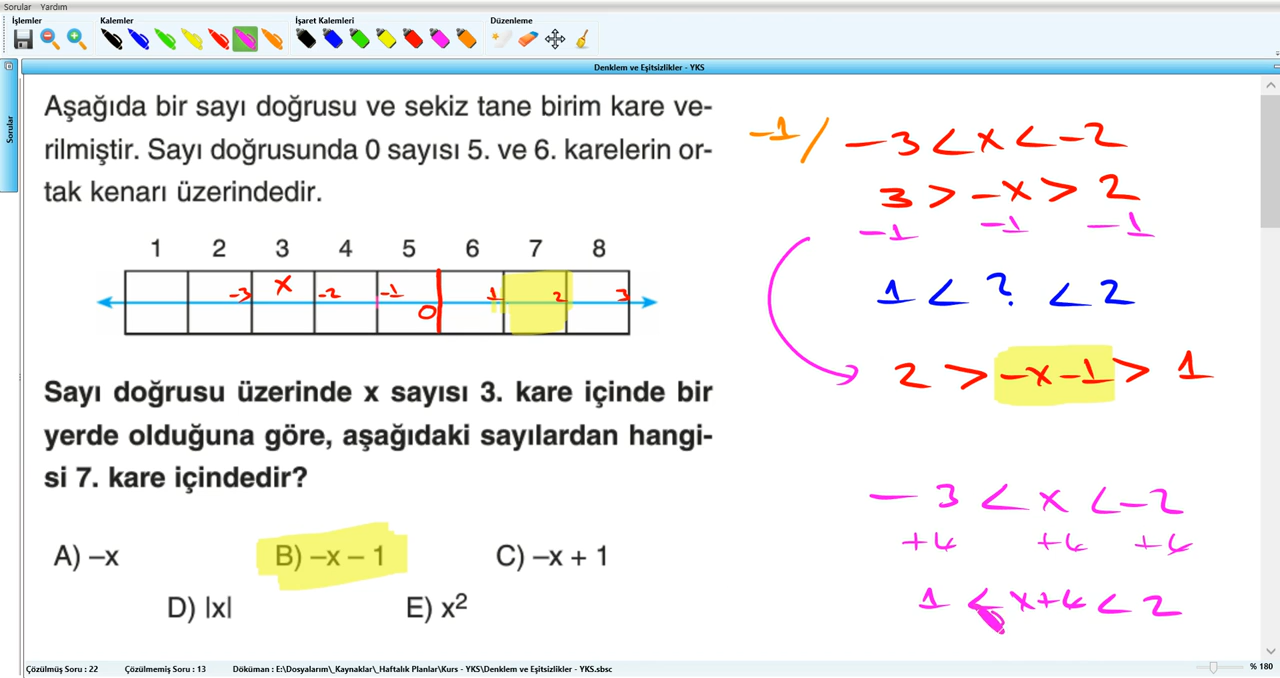 Sorular Yardım
İşlemler Kalemler İşaret Kalemleri Düzenleme
Denklem ve Eşitsizlikler - YKS
Sorular
Aşağıda bir sayı doğrusu ve sekiz tane birim kare ve-
rilmiştir. Sayı doğrusunda 0 sayısı 5. ve 6. karelerin or-
tak kenarı üzerindedir.
1 2 3 4 5 6 7 8
-3 x -2 -1 0 1 2 3
Sayı doğrusu üzerinde x sayısı 3. kare içinde bir
yerde olduğuna göre, aşağıdaki sayılardan hangi-
si 7. kare içindedir?
A) –x B) –x – 1 C) –x + 1
D) |x| E) x²
-1/ -3 < x < -2
3 > -x > 2
-1 -1 -1
1 < ? < 2
2 > -x-1 > 1
-3 < x < -2
+4 +4 +4
1 < x+4 < 2
Çözülmüş Soru : 22 Çözülmemiş Soru : 13 Döküman : E:\Dosyalarım\_Kaynaklar\_Haftalık Planlar\Kurs - YKS\Denklem ve Eşitsizlikler - YKS.sbsc % 180